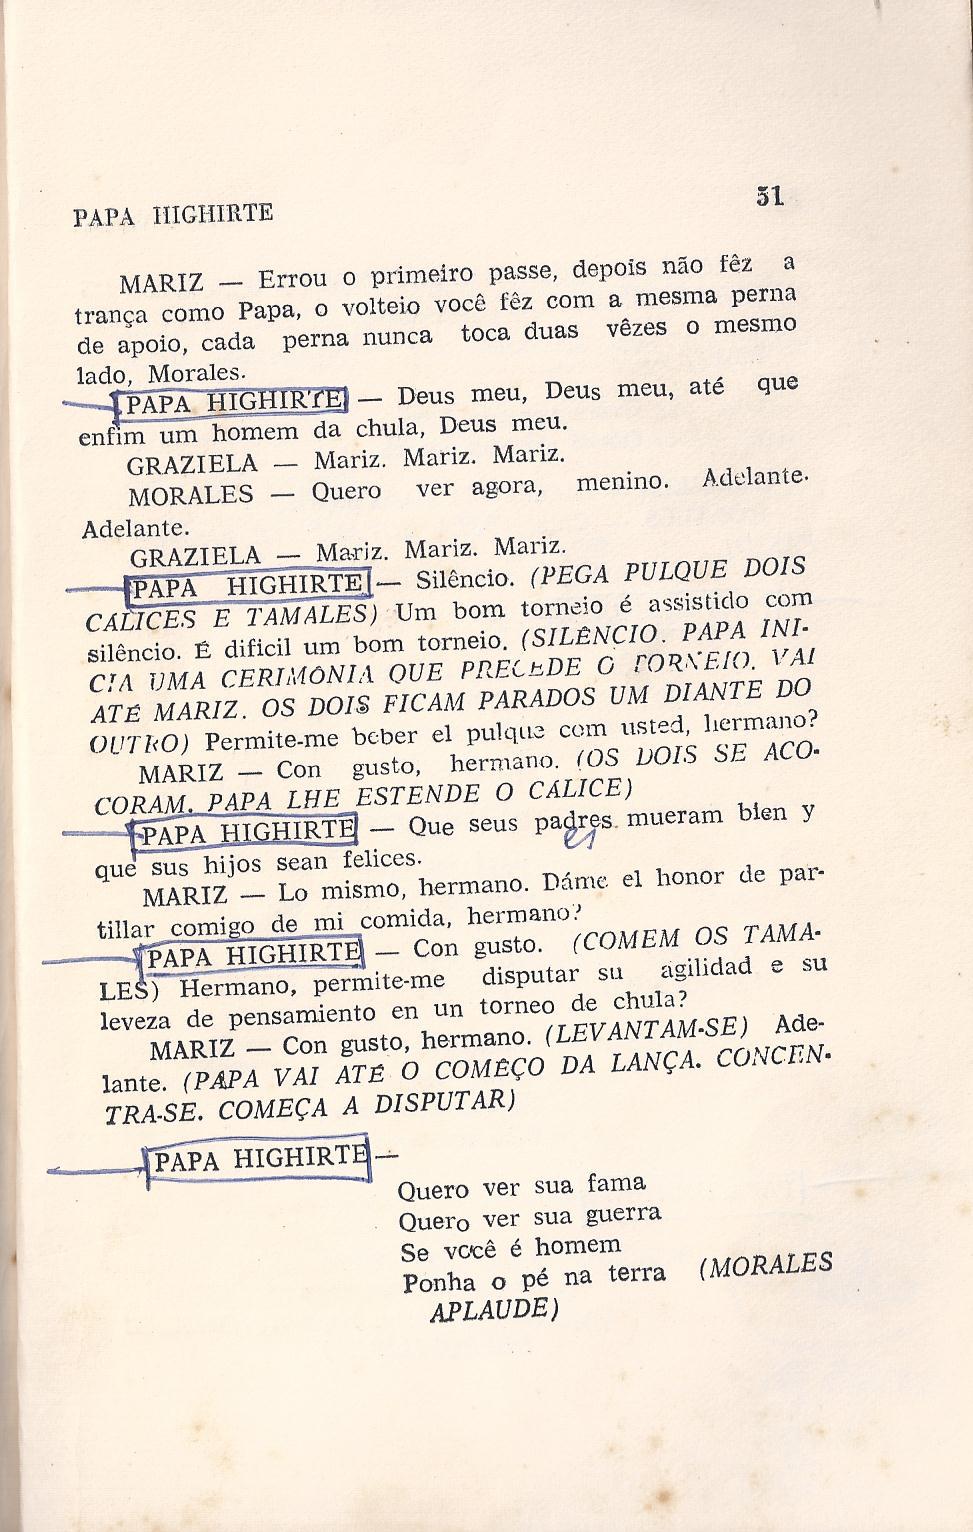 PAPA HIGHIRTE 51
MARIZ — Errou o primeiro passe, depois não fêz a
trança como Papa, o volteio você fêz com a mesma perna
de apoio, cada perna nunca toca duas vêzes o mesmo
lado, Morales.
PAPA HIGHIRTE — Deus meu, Deus meu, até que
enfim um homem da chula, Deus meu.
GRAZIELA — Mariz. Mariz. Mariz.
MORALES — Quero ver agora, menino. Adelante.
Adelante.
GRAZIELA — Mariz. Mariz. Mariz.
PAPA HIGHIRTE — Silêncio. (PEGA PULQUE DOIS
CÁLICES E TAMALES) Um bom torneio é assistido com
silêncio. É dificil um bom torneio. (SILÊNCIO. PAPA INI-
CIA UMA CERIMÔNIA QUE PRECEDE O TORNEIO. VAI
ATÉ MARIZ. OS DOIS FICAM PARADOS UM DIANTE DO
OUTRO) Permite-me beber el pulque com usted, hermano?
MARIZ — Con gusto, hermano. (OS DOIS SE ACO-
CORAM. PAPA LHE ESTENDE O CÁLICE)
PAPA HIGHIRTE — Que seus padres mueram bien y
es
que sus hijos sean felices.
MARIZ — Lo mismo, hermano. Dáme el honor de par-
tillar comigo de mi comida, hermano?
PAPA HIGHIRTE — Con gusto. (COMEM OS TAMA-
LES) Hermano, permite-me disputar su agilidad e su
leveza de pensamiento en un torneo de chula?
MARIZ — Con gusto, hermano. (LEVANTAM-SE) Ade-
lante. (PAPA VAI ATÉ O COMÊÇO DA LANÇA. CONCEN-
TRA-SE. COMEÇA A DISPUTAR)
PAPA HIGHIRTE —
Quero ver sua fama
Quero ver sua guerra
Se você é homem
Ponha o pé na terra (MORALES
APLAUDE)